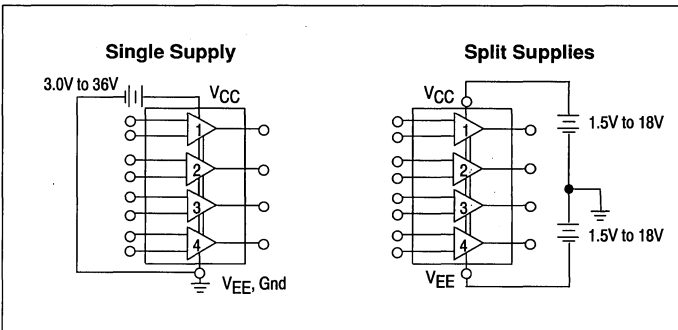 Single Supply
3.0V to 36V
VCC
1
2
3
4
VEE, Gnd
Split Supplies
VCC
1
2
3
4
VEE
1.5V to 18V
1.5V to 18V